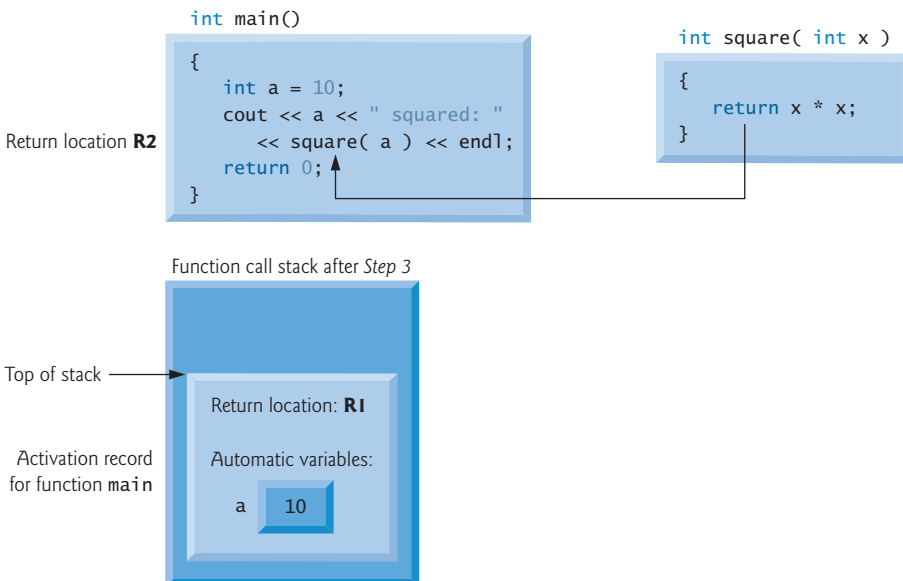 int main()
{
int a = 10;
cout << a << " squared: "
<< square( a ) << endl;
return 0;
}
Return location R2
int square( int x )
{
return x * x;
}
Function call stack after Step 3
Top of stack
Return location: R1
Activation record
for function main
Automatic variables:
a 10